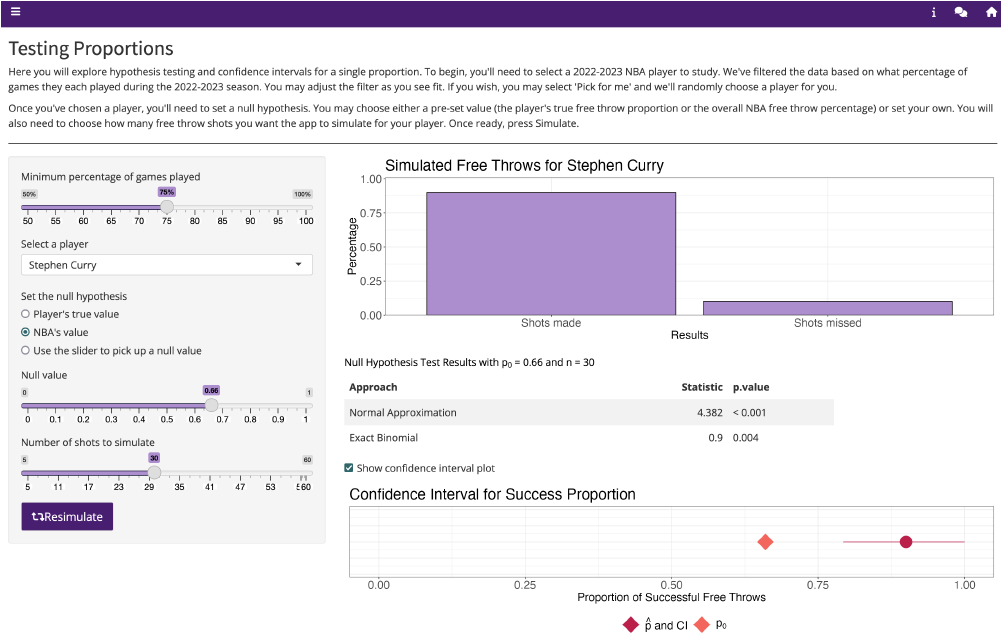 Testing Proportions
Here you will explore hypothesis testing and confidence intervals for a single proportion. To begin, you'll need to select a 2022-2023 NBA player to study. We've filtered the data based on what percentage of
games they each played during the 2022-2023 season. You may adjust the filter as you see fit. If you wish, you may select 'Pick for me' and we'll randomly choose a player for you.
Once you've chosen a player, you'll need to set a null hypothesis. You may choose either a pre-set value (the player's true free throw proportion or the overall NBA free throw percentage) or set your own. You will
also need to choose how many free throw shots you want the app to simulate for your player. Once ready, press Simulate.
Minimum percentage of games played
50% 75% 100%
50 55 60 65 70 75 80 85 90 95 100
Select a player
Stephen Curry
Set the null hypothesis
Player's true value
NBA's value
Use the slider to pick up a null value
Null value
0 0.66 1
0 0.1 0.2 0.3 0.4 0.5 0.6 0.7 0.8 0.9 1
Number of shots to simulate
5 30 60
5 11 17 23 29 35 41 47 53 60
Resimulate
Simulated Free Throws for Stephen Curry
Percentage
1.00
0.75
0.50
0.25
0.00
Shots made Shots missed
Results
Null Hypothesis Test Results with p₀ = 0.66 and n = 30
Approach Statistic p.value
Normal Approximation 4.382 < 0.001
Exact Binomial 0.9 0.004
Show confidence interval plot
Confidence Interval for Success Proportion
0.00 0.25 0.50 0.75 1.00
Proportion of Successful Free Throws
p̂ and CI p₀